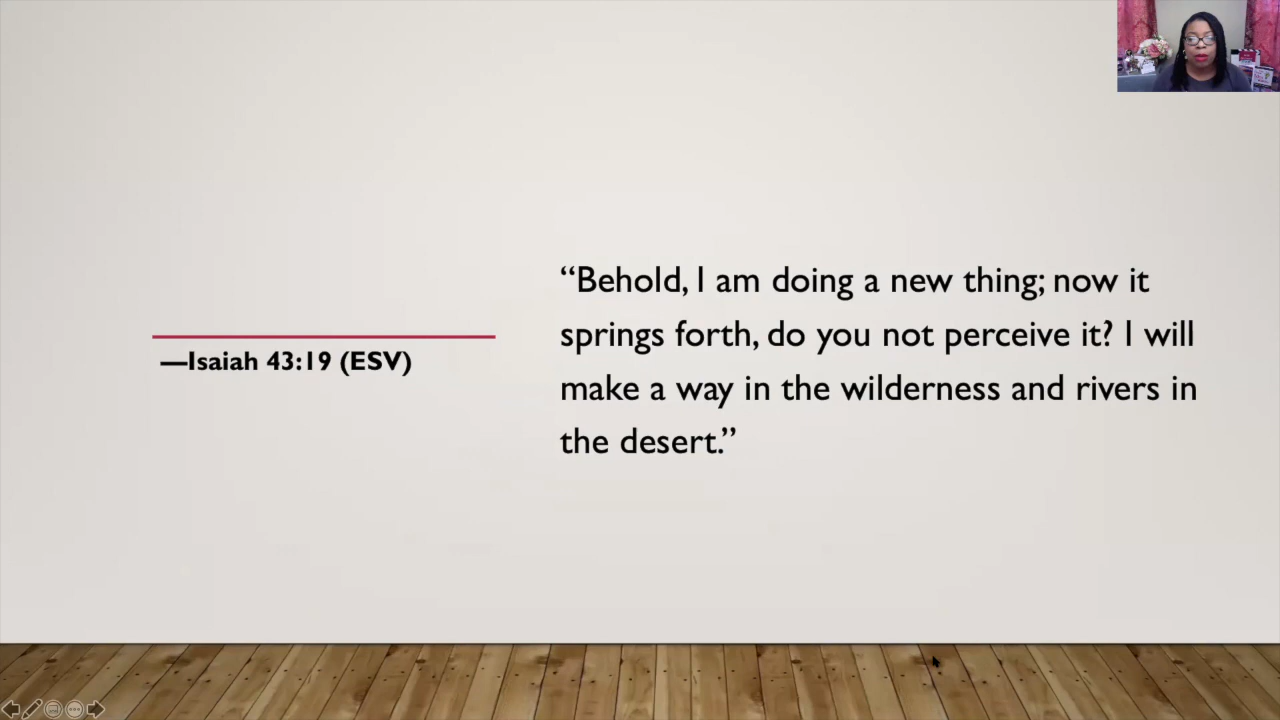 —Isaiah 43:19 (ESV)
“Behold, I am doing a new thing; now it
springs forth, do you not perceive it? I will
make a way in the wilderness and rivers in
the desert.”